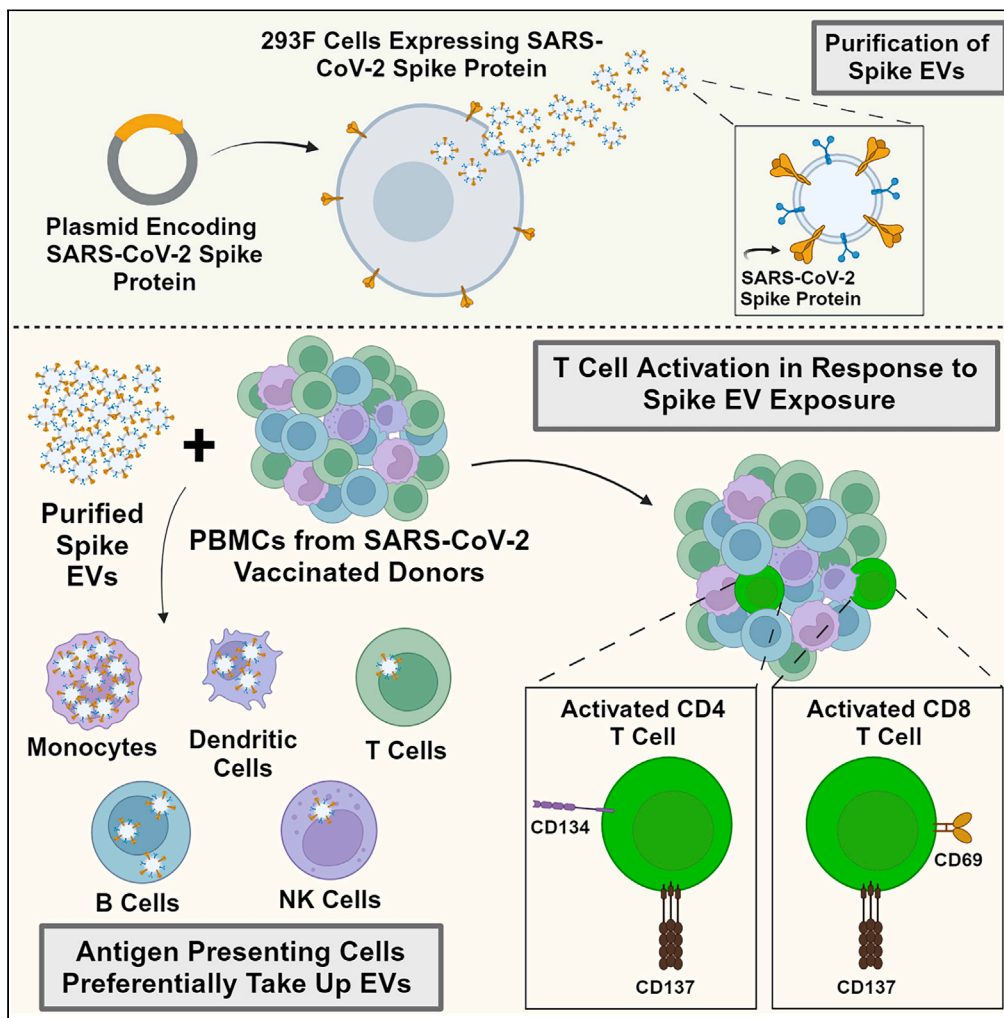 293F Cells Expressing SARS-
CoV-2 Spike Protein
Purification of
Spike EVs
Plasmid Encoding
SARS-CoV-2 Spike
Protein
SARS-CoV-2
Spike Protein
T Cell Activation in Response to
Spike EV Exposure
+
Purified
Spike
EVs
PBMCs from SARS-CoV-2
Vaccinated Donors
Monocytes
Dendritic
Cells
T Cells
B Cells
NK Cells
Antigen Presenting Cells
Preferentially Take Up EVs
Activated CD4
T Cell
CD134
CD137
Activated CD8
T Cell
CD69
CD137